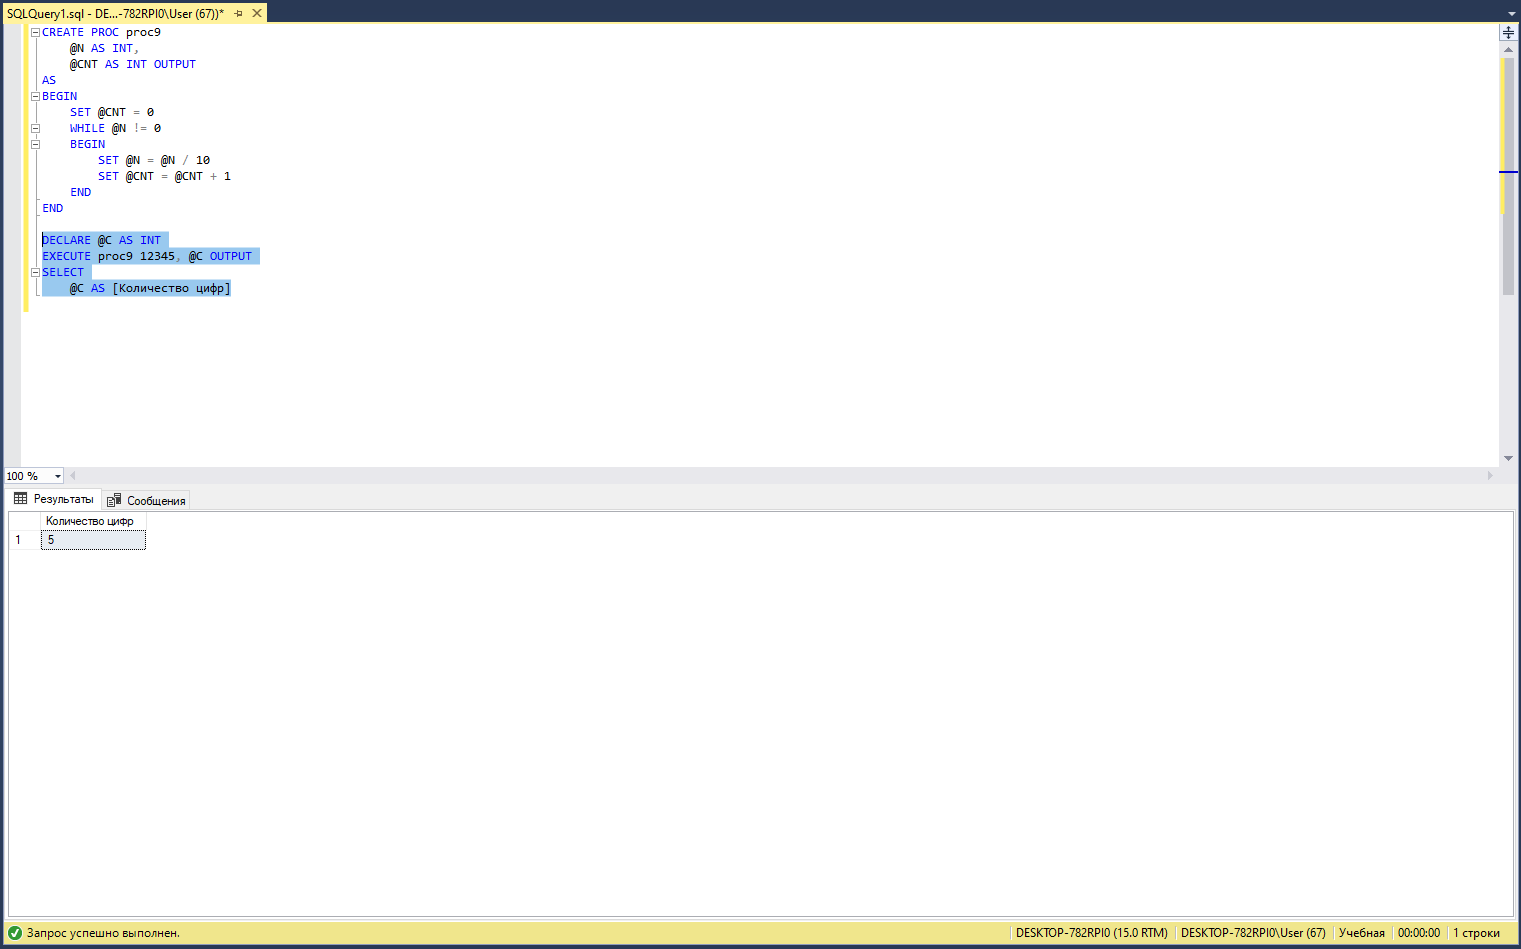 SQLQuery1.sql - DE...-782RPI0\User (67))*
CREATE PROC proc9
@N AS INT,
@CNT AS INT OUTPUT
AS
BEGIN
SET @CNT = 0
WHILE @N != 0
BEGIN
SET @N = @N / 10
SET @CNT = @CNT + 1
END
END
DECLARE @C AS INT
EXECUTE proc9 12345, @C OUTPUT
SELECT
@C AS [Количество цифр]
100 %
Результаты Сообщения
Количество цифр
1 5
Запрос успешно выполнен. DESKTOP-782RPI0 (15.0 RTM) DESKTOP-782RPI0\User (67) Учебная 00:00:00 1 строки